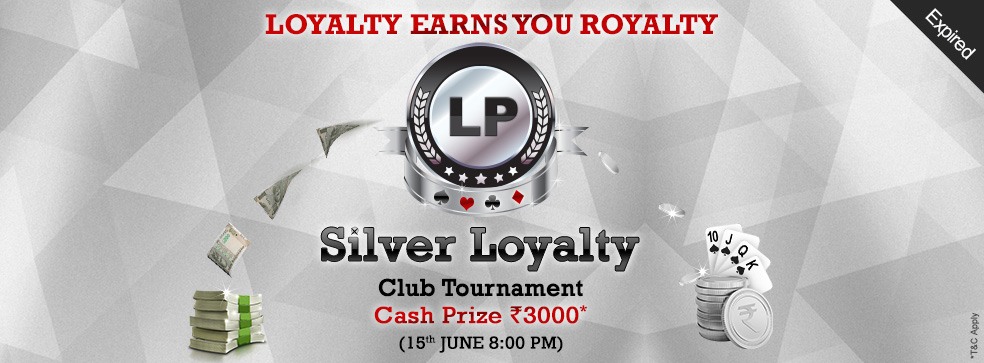 LOYALTY EARNS YOU ROYALTY
Expired
LP
Silver Loyalty
10 J Q K
Club Tournament
Cash Prize ₹3000*
(15th JUNE 8:00 PM)
₹
*T&C Apply